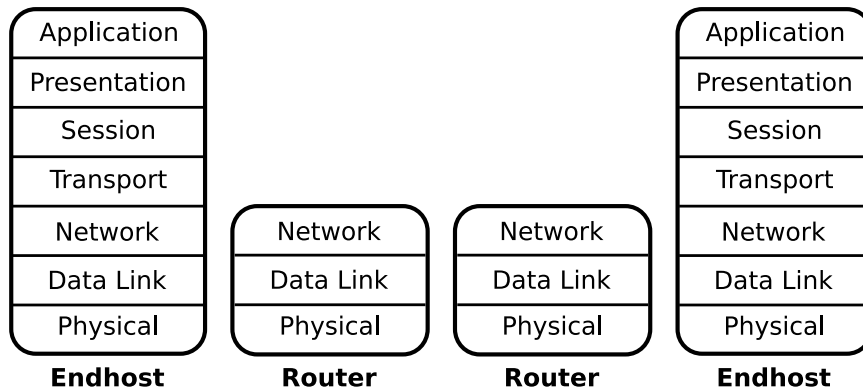 Application
Presentation
Session
Transport
Network
Data Link
Physical
Endhost
Network
Data Link
Physical
Router
Network
Data Link
Physical
Router
Application
Presentation
Session
Transport
Network
Data Link
Physical
Endhost